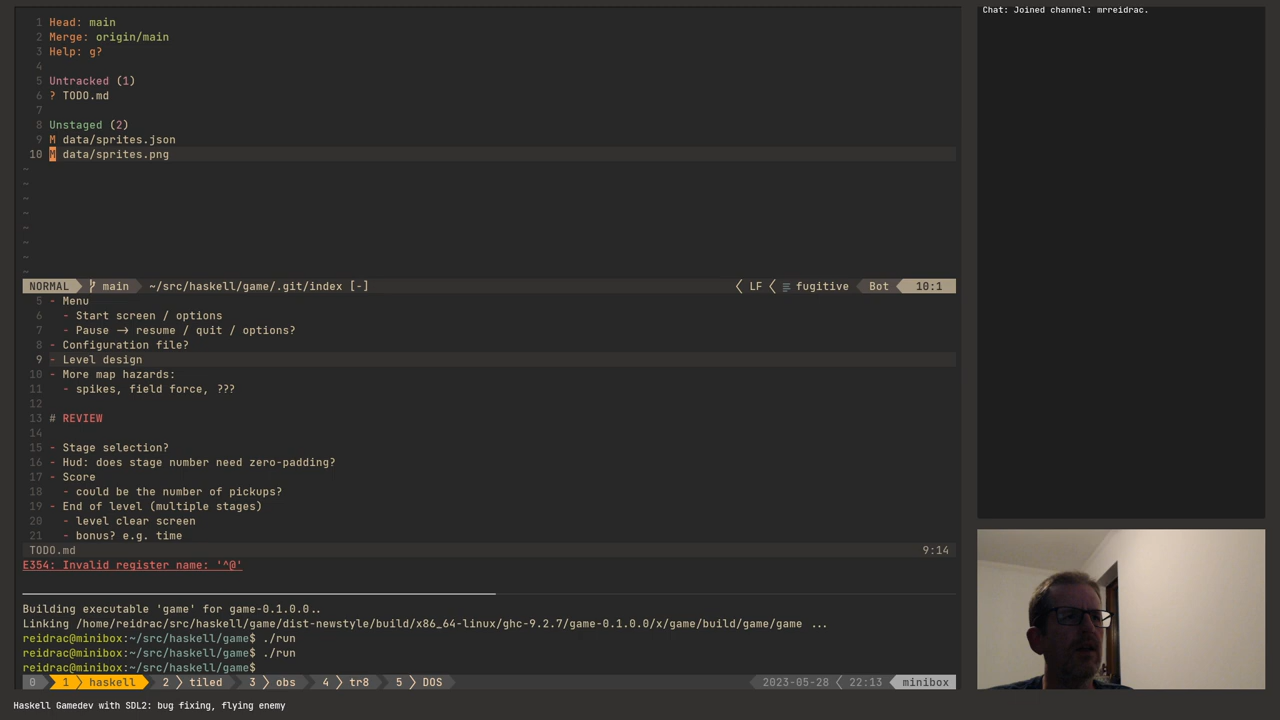 1 Head: main
2 Merge: origin/main
3 Help: g?
4
5 Untracked (1)
6 ? TODO.md
7
8 Unstaged (2)
9 M data/sprites.json
10 M data/sprites.png
~
~
~
~
~
~
~
~
NORMAL main ~/src/haskell/game/.git/index [-] LF fugitive Bot 10:1
5 - Menu
6 - Start screen / options
7 - Pause → resume / quit / options?
8 - Configuration file?
9 - Level design
10 - More map hazards:
11 - spikes, field force, ???
12
13 # REVIEW
14
15 - Stage selection?
16 - Hud: does stage number need zero-padding?
17 - Score
18 - could be the number of pickups?
19 - End of level (multiple stages)
20 - level clear screen
21 - bonus? e.g. time
TODO.md 9:14
E354: Invalid register name: '^@'
Building executable 'game' for game-0.1.0.0..
Linking /home/reidrac/src/haskell/game/dist-newstyle/build/x86_64-linux/ghc-9.2.7/game-0.1.0.0/x/game/build/game/game ...
reidrac@minibox:~/src/haskell/game$ ./run
reidrac@minibox:~/src/haskell/game$ ./run
reidrac@minibox:~/src/haskell/game$
0 1 haskell 2 tiled 3 obs 4 tr8 5 DOS 2023-05-28 22:13 minibox
Haskell Gamedev with SDL2: bug fixing, flying enemy
Chat: Joined channel: mrreidrac.